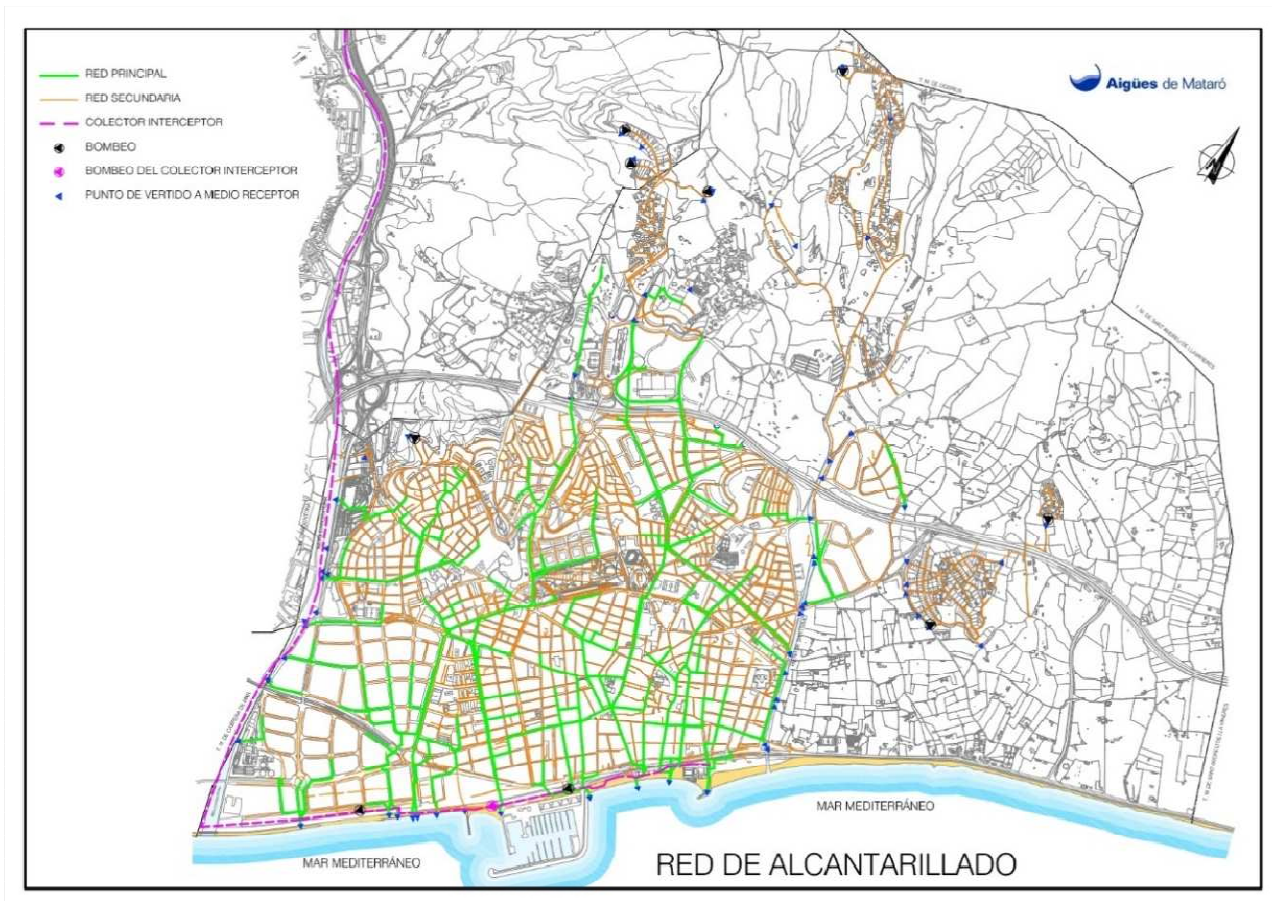 RED PRINCIPAL
RED SECUNDARIA
COLECTOR INTERCEPTOR
BOMBEO
BOMBEO DEL COLECTOR INTERCEPTOR
PUNTO DE VERTIDO A MEDIO RECEPTOR
Aigües de Mataró
MAR MEDITERRÁNEO
MAR MEDITERRÁNEO
RED DE ALCANTARILLADO